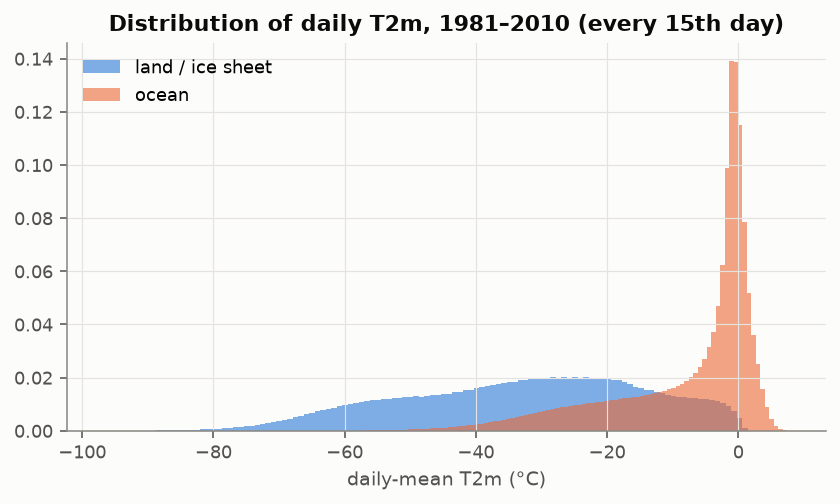 Distribution of daily T2m, 1981–2010 (every 15th day)
land / ice sheet
ocean
0.14
0.12
0.10
0.08
0.06
0.04
0.02
0.00
−100 −80 −60 −40 −20 0
daily-mean T2m (°C)